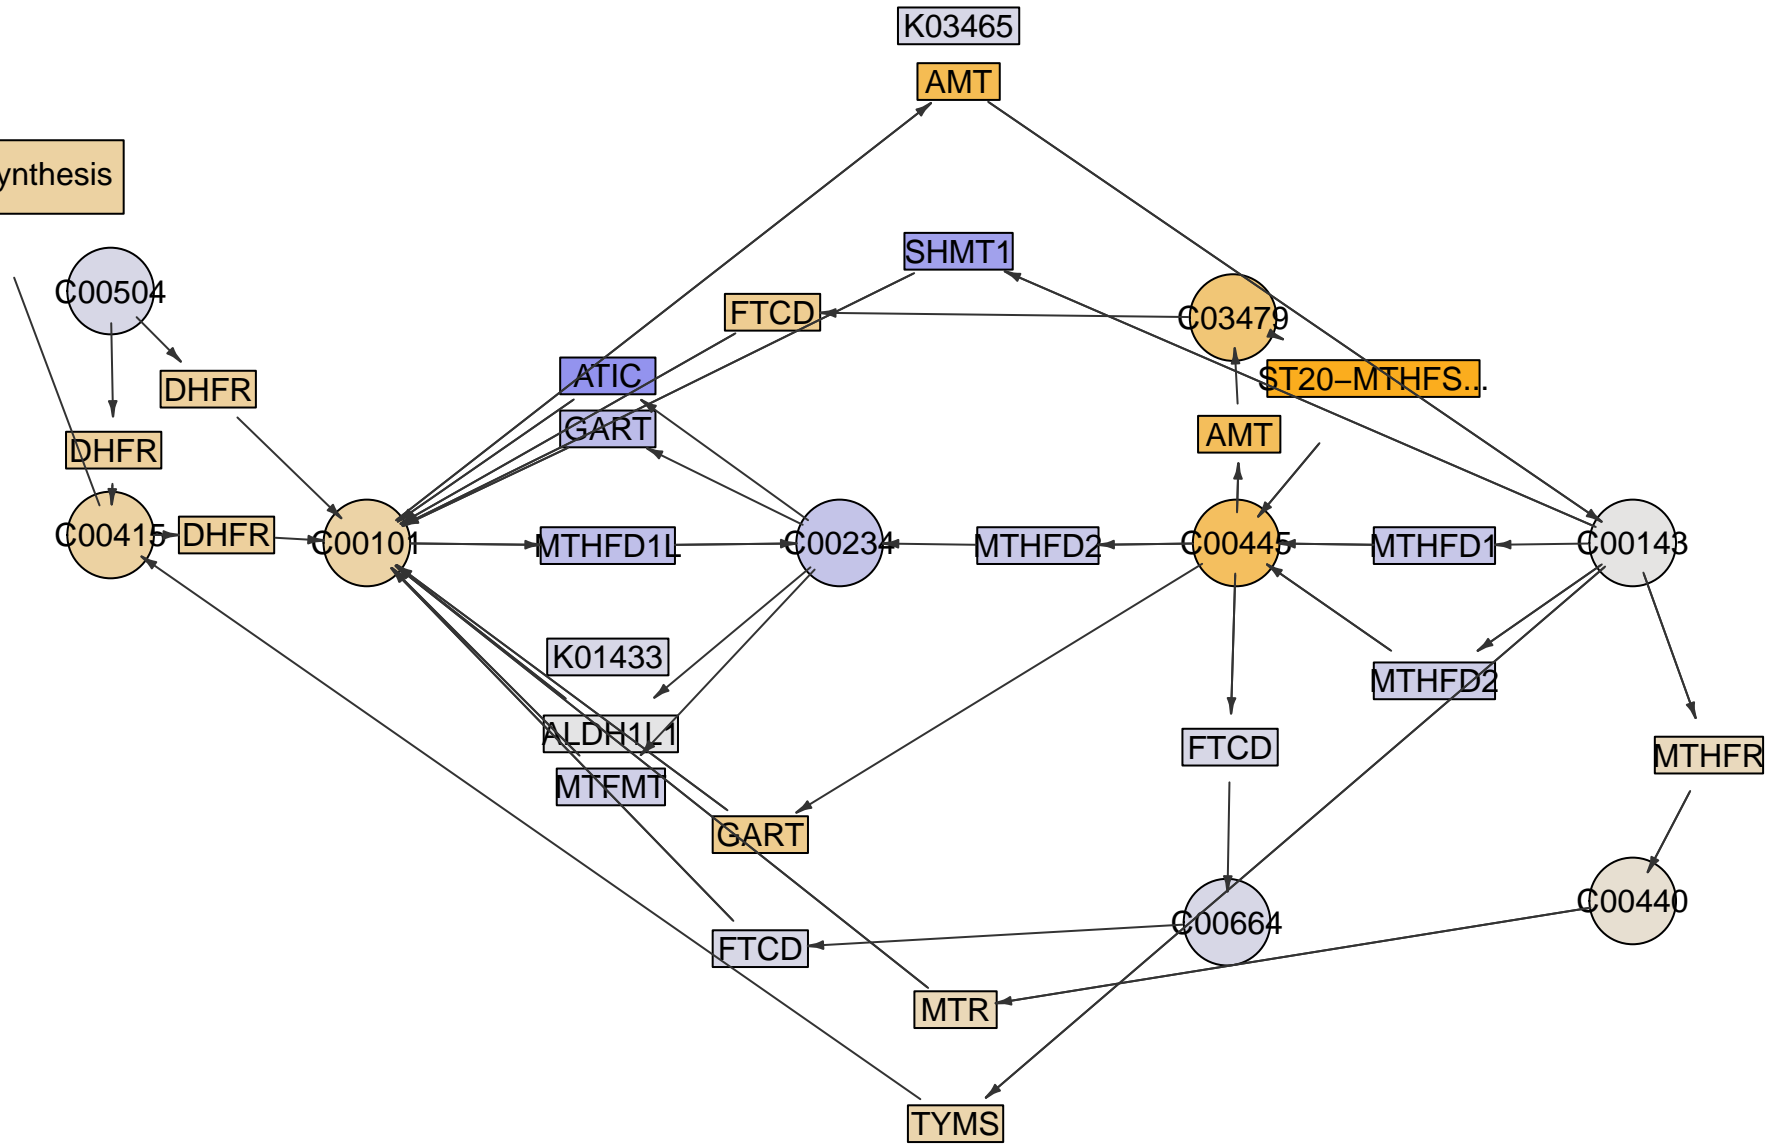 K03465
AMT
ynthesis
SHMT1
C00504
FTCD
C03479
ATIC
ST20−MTHFS...
DHFR
GART
AMT
DHFR
C00415
DHFR
C00101
MTHFD1L
C00234
MTHFD2
C00445
MTHFD1
C00143
K01433
MTHFD2
ALDH1L1
FTCD
MTHFR
MTFMT
GART
C00440
C00664
FTCD
MTR
TYMS